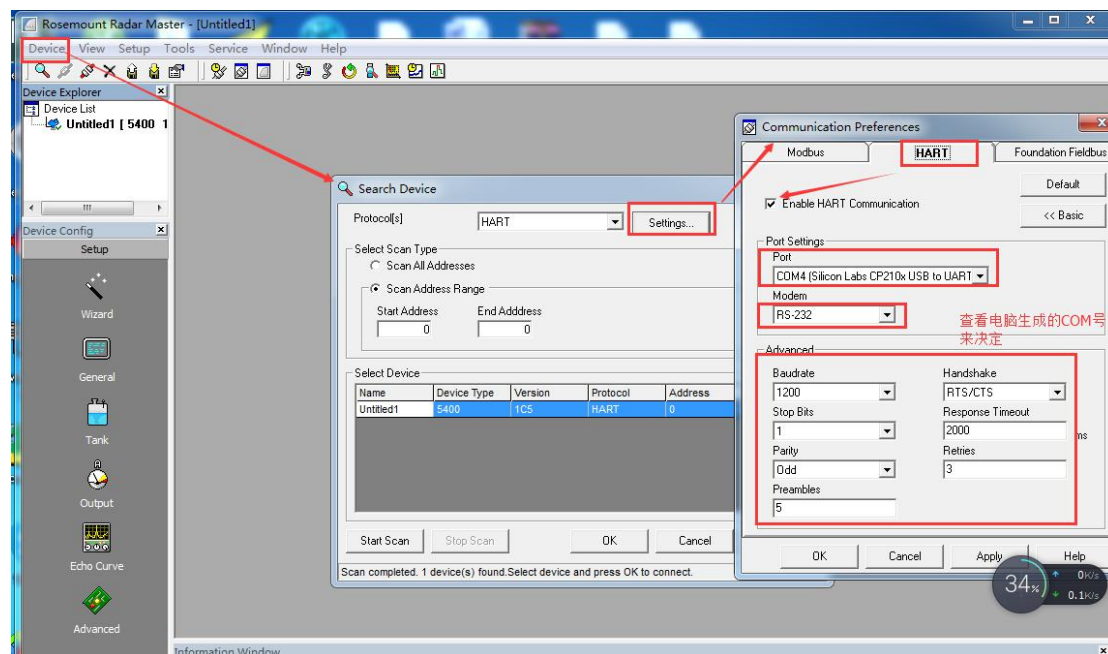 Rosemount Radar Master - [Untitled1]
Device View Setup Tools Service Window Help
Device Explorer
Device List
Untitled1 [ 5400 1
Device Config
Setup
Wizard
General
Tank
Output
Echo Curve
Advanced
Search Device
Protocol[s] HART Settings...
Select Scan Type
Scan All Addresses
Scan Address Range
Start Address End Adddress
0 0
Select Device
Name Device Type Version Protocol Address
Untitled1 5400 1C5 HART 0
Start Scan Stop Scan OK Cancel
Scan completed. 1 device(s) found.Select device and press OK to connect.
Communication Preferences
Modbus HART Foundation Fieldbus
Enable HART Communication
Default
<< Basic
Port Settings
Port
COM4 (Silicon Labs CP210x USB to UART
Modem
RS-232
查看电脑生成的COM号
来决定
Advanced
Baudrate Handshake
1200 RTS/CTS
Stop Bits Response Timeout
1 2000 ms
Parity Retries
Odd 3
Preambles
5
OK Cancel Apply Help
34%
0K/s
0.1K/s
Information Window